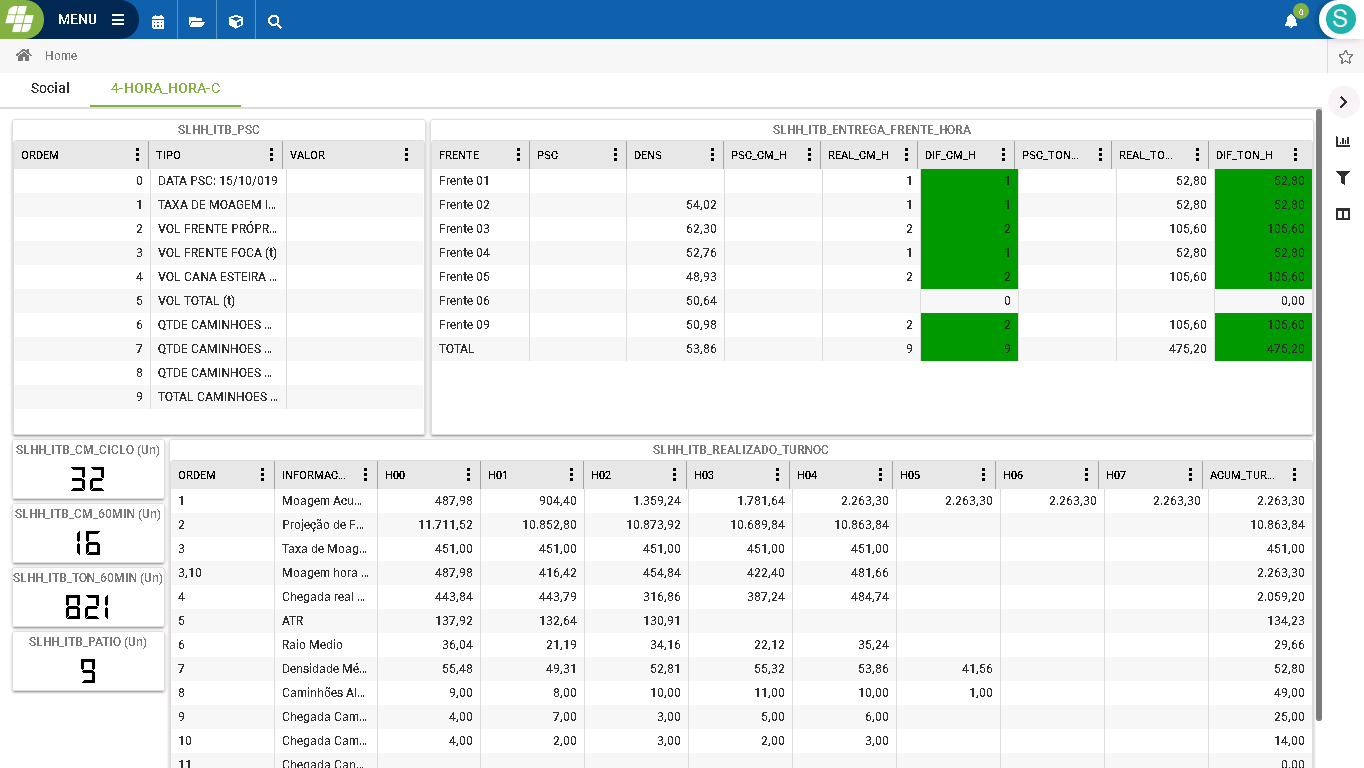 MENU
0
S
Home
Social 4-HORA_HORA-C
SLHH_ITB_PSC
ORDEM TIPO VALOR
0 DATA PSC: 15/10/019
1 TAXA DE MOAGEM I...
2 VOL FRENTE PRÓPR...
3 VOL FRENTE FOCA (t)
4 VOL CANA ESTEIRA ...
5 VOL TOTAL (t)
6 QTDE CAMINHOES ...
7 QTDE CAMINHOES ...
8 QTDE CAMINHOES ...
9 TOTAL CAMINHOES ...
SLHH_ITB_ENTREGA_FRENTE_HORA
FRENTE PSC DENS PSC_CM_H REAL_CM_H DIF_CM_H PSC_TON... REAL_TO... DIF_TON_H
Frente 01 1 1 52,80 52,80
Frente 02 54,02 1 1 52,80 52,80
Frente 03 62,30 2 2 105,60 105,60
Frente 04 52,76 1 1 52,80 52,80
Frente 05 48,93 2 2 105,60 105,60
Frente 06 50,64 0 0,00
Frente 09 50,98 2 2 105,60 105,60
TOTAL 53,86 9 9 475,20 475,20
SLHH_ITB_CM_CICLO (Un)
32
SLHH_ITB_CM_60MIN (Un)
16
SLHH_ITB_TON_60MIN (Un)
821
SLHH_ITB_PATIO (Un)
9
SLHH_ITB_REALIZADO_TURNOC
ORDEM INFORMAC... H00 H01 H02 H03 H04 H05 H06 H07 ACUM_TUR...
1 Moagem Acu... 487,98 904,40 1.359,24 1.781,64 2.263,30 2.263,30 2.263,30 2.263,30 2.263,30
2 Projeção de F... 11.711,52 10.852,80 10.873,92 10.689,84 10.863,84 10.863,84
3 Taxa de Moag... 451,00 451,00 451,00 451,00 451,00 451,00
3,10 Moagem hora ... 487,98 416,42 454,84 422,40 481,66 2.263,30
4 Chegada real ... 443,84 443,79 316,86 387,24 484,74 2.059,20
5 ATR 137,92 132,64 130,91 134,23
6 Raio Medio 36,04 21,19 34,16 22,12 35,24 29,66
7 Densidade Mé... 55,48 49,31 52,81 55,32 53,86 41,56 52,80
8 Caminhões Al... 9,00 8,00 10,00 11,00 10,00 1,00 49,00
9 Chegada Cam... 4,00 7,00 3,00 5,00 6,00 25,00
10 Chegada Cam... 4,00 2,00 3,00 2,00 3,00 14,00
11 Chegada Can... 0,00